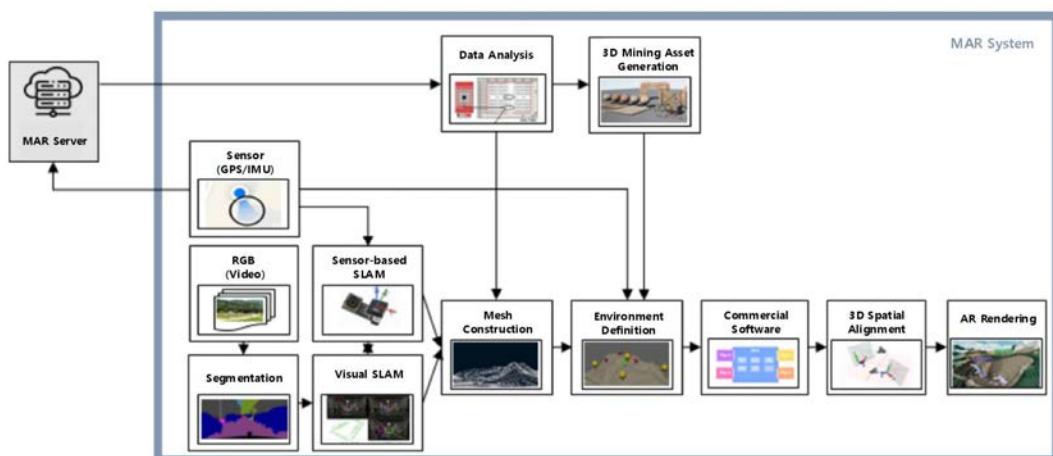 MAR System
Data Analysis
3D Mining Asset
Generation
MAR Server
Sensor
(GPS/IMU)
RGB
(Video)
Sensor-based
SLAM
Mesh
Construction
Environment
Definition
Commercial
Software
3D Spatial
Alignment
AR Rendering
Segmentation
Visual SLAM